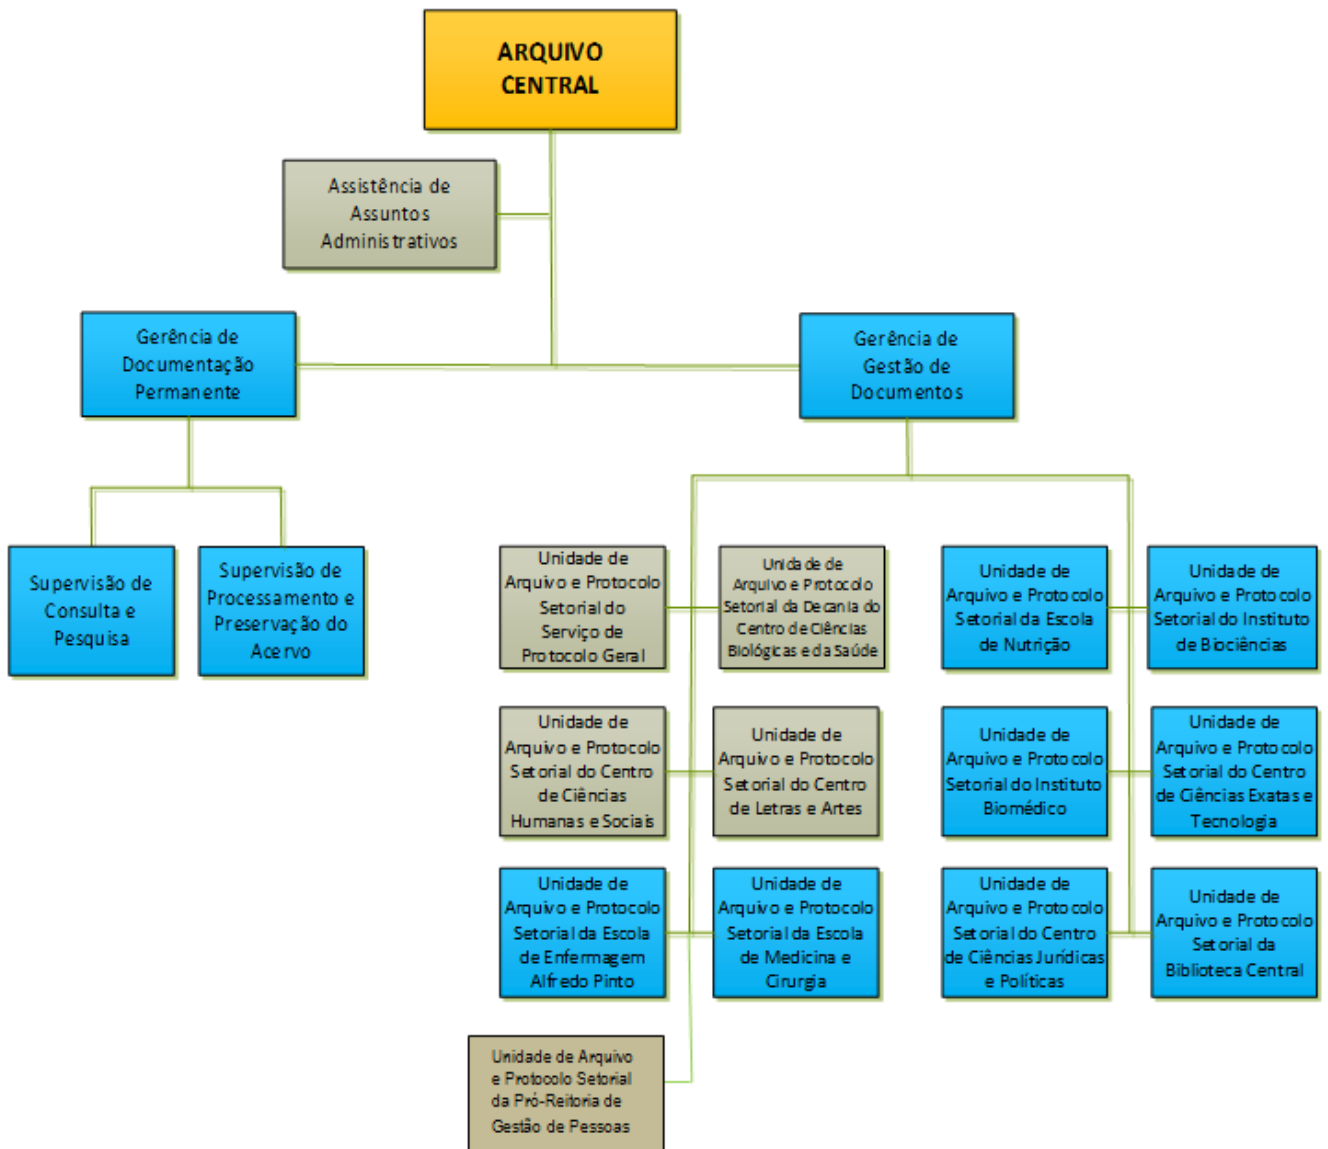 ARQUIVO
CENTRAL
Assistência de
Assuntos
Administrativos
Gerência de
Documentação
Permanente
Gerência de
Gestão de
Documentos
Supervisão de
Consulta e
Pesquisa
Supervisão de
Processamento e
Preservação do
Acervo
Unidade de
Arquivo e Protocolo
Setorial do
Serviço de
Protocolo Geral
Unidade de
Arquivo e Protocolo
Setorial da Decania do
Centro de Ciências
Biológicas e da Saúde
Unidade de
Arquivo e Protocolo
Setorial da Escola
de Nutrição
Unidade de
Arquivo e Protocolo
Setorial do Instituto
de Biociências
Unidade de
Arquivo e Protocolo
Setorial do Centro
de Ciências
Humanas e Sociais
Unidade de
Arquivo e Protocolo
Setorial do Centro
de Letras e Artes
Unidade de
Arquivo e Protocolo
Setorial do Instituto
Biomédico
Unidade de
Arquivo e Protocolo
Setorial do Centro
de Ciências Exatas e
Tecnologia
Unidade de
Arquivo e Protocolo
Setorial da Escola
de Enfermagem
Alfredo Pinto
Unidade de
Arquivo e Protocolo
Setorial da Escola
de Medicina e
Cirurgia
Unidade de
Arquivo e Protocolo
Setorial do Centro
de Ciências Jurídicas
e Políticas
Unidade de
Arquivo e Protocolo
Setorial da
Biblioteca Central
Unidade de Arquivo
e Protocolo Setorial
da Pró-Reitoria de
Gestão de Pessoas